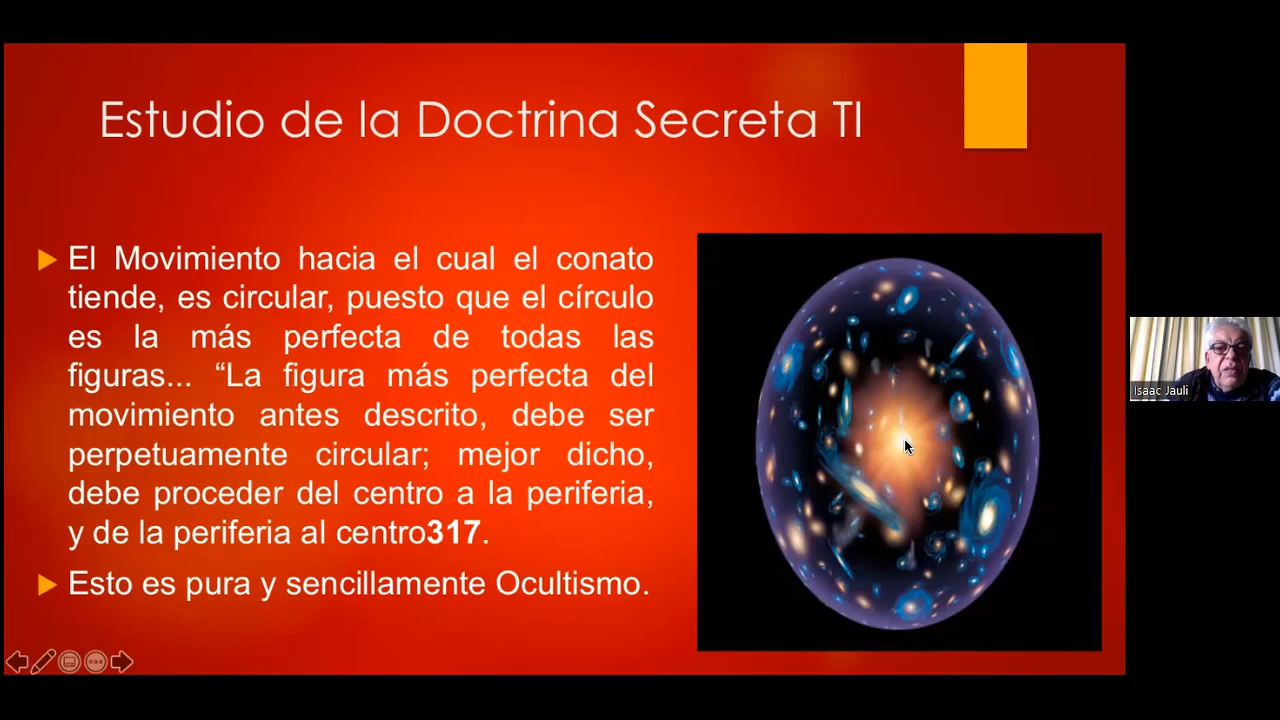 Estudio de la Doctrina Secreta TI
El Movimiento hacia el cual el conato
tiende, es circular, puesto que el círculo
es la más perfecta de todas las
figuras... “La figura más perfecta del
movimiento antes descrito, debe ser
perpetuamente circular; mejor dicho,
debe proceder del centro a la periferia,
y de la periferia al centro317.
Esto es pura y sencillamente Ocultismo.
Isaac Jauli